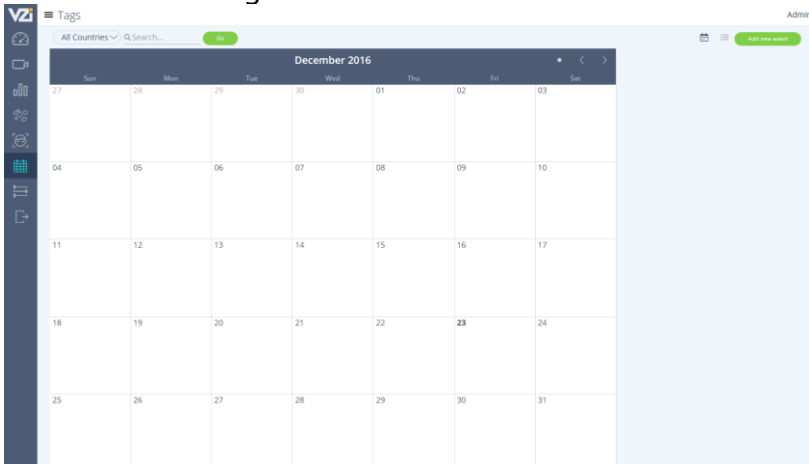 VZi Tags Admin
All Countries Search... Go Add new event
December 2016
Sun Mon Tue Wed Thu Fri Sat
27 28 29 30 01 02 03
04 05 06 07 08 09 10
11 12 13 14 15 16 17
18 19 20 21 22 23 24
25 26 27 28 29 30 31